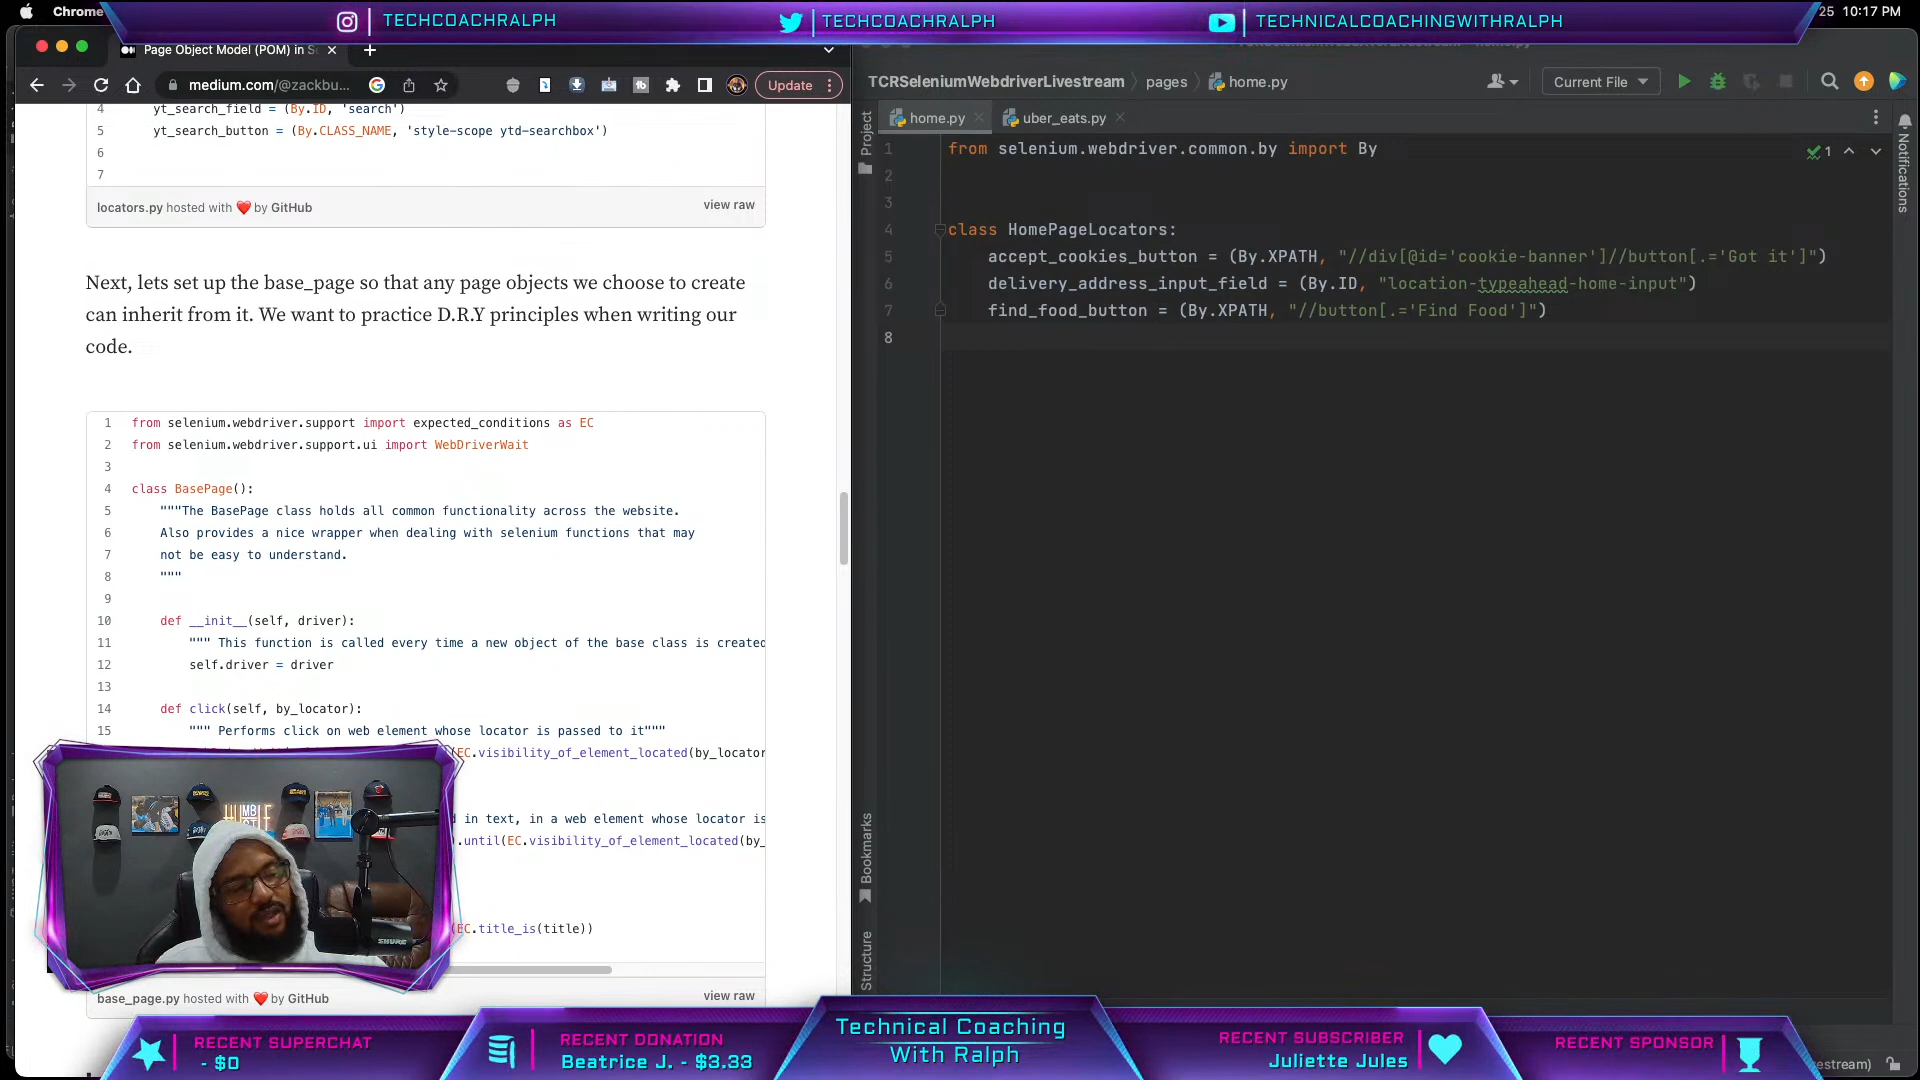 Chrome
TECHCOACHRALPH
TECHCOACHRALPH
TECHNICALCOACHINGWITHRALPH
25 10:17 PM
Page Object Model (POM) in
medium.com/@zackbu...
Update
4 yt_search_field = (By.ID, 'search')
5 yt_search_button = (By.CLASS_NAME, 'style-scope ytd-searchbox')
6
7
locators.py hosted with ❤ by GitHub
view raw
Next, lets set up the base_page so that any page objects we choose to create
can inherit from it. We want to practice D.R.Y principles when writing our
code.
1 from selenium.webdriver.support import expected_conditions as EC
2 from selenium.webdriver.support.ui import WebDriverWait
3
4 class BasePage():
5 """The BasePage class holds all common functionality across the website.
6 Also provides a nice wrapper when dealing with selenium functions that may
7 not be easy to understand.
8 """
9
10 def __init__(self, driver):
11 """ This function is called every time a new object of the base class is created
12 self.driver = driver
13
14 def click(self, by_locator):
15 """ Performs click on web element whose locator is passed to it"""
(EC.visibility_of_element_located(by_locator
d in text, in a web element whose locator is
.until(EC.visibility_of_element_located(by_
(EC.title_is(title))
base_page.py hosted with ❤ by GitHub
view raw
TCRSeleniumWebdriverLivestream
pages
home.py
Current File
Project
home.py
uber_eats.py
Notifications
1
1 from selenium.webdriver.common.by import By
2
3
4 class HomePageLocators:
5 accept_cookies_button = (By.XPATH, "//div[@id='cookie-banner']//button[.='Got it']")
6 delivery_address_input_field = (By.ID, "location-typeahead-home-input")
7 find_food_button = (By.XPATH, "//button[.='Find Food']")
8
Bookmarks
Structure
SHURE
RECENT SUPERCHAT
- $0
RECENT DONATION
Beatrice J. - $3.33
Technical Coaching
With Ralph
RECENT SUBSCRIBER
Juliette Jules
RECENT SPONSOR
estream)